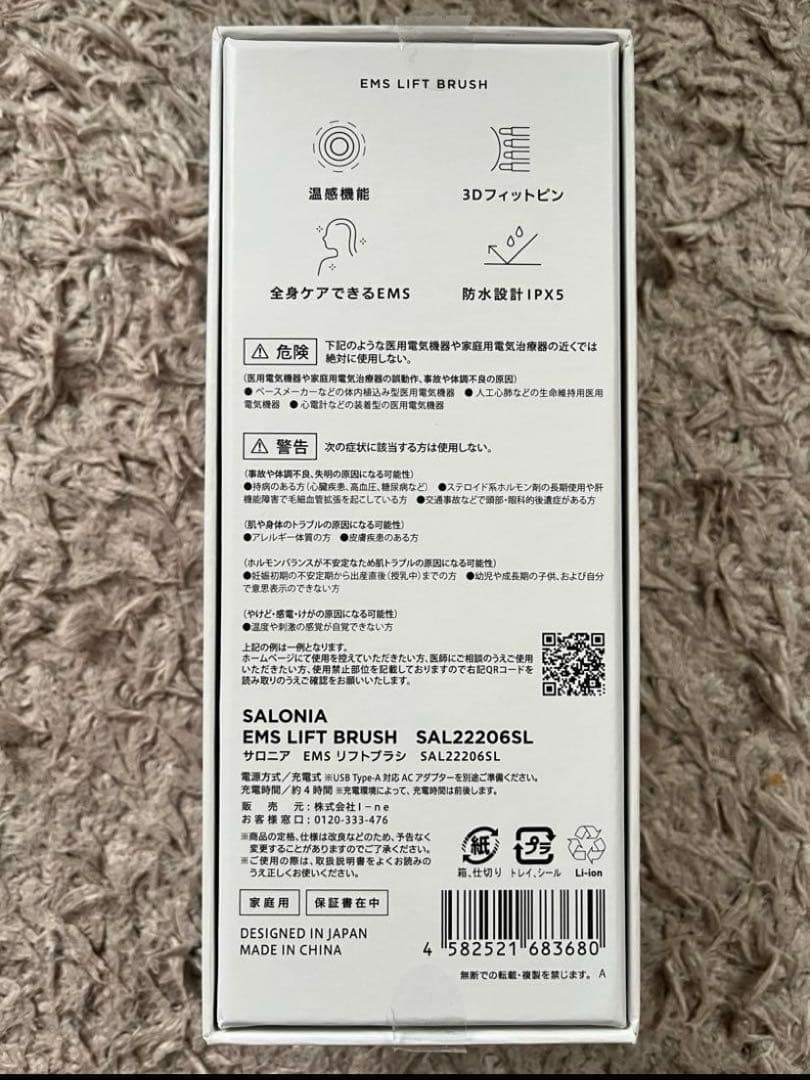 EMS LIFT BRUSH
温感機能
3Dフィットピン
全身ケアできるEMS
防水設計IPX5
危険
下記のような医用電気機器や家庭用電気治療器の近くでは
絶対に使用しない。
(医用電気機器や家庭用電気治療器の誤動作、事故や体調不良の原因)
● ペースメーカーなどの体内植込み型医用電気機器 ● 人工心肺などの生命維持用医用
電気機器 ● 心電計などの装着型の医用電気機器
警告
次の症状に該当する方は使用しない。
(事故や体調不良、失明の原因になる可能性)
●持病のある方(心臓疾患、高血圧、糖尿病など) ●ステロイド系ホルモン剤の長期使用や肝
機能障害で毛細血管拡張を起こしている方 ●交通事故などで頭部・眼科的後遺症がある方
(肌や身体のトラブルの原因になる可能性)
●アレルギー体質の方 ●皮膚疾患のある方
(ホルモンバランスが不安定なため肌トラブルの原因になる可能性)
●妊娠初期の不安定期から出産直後(授乳中)までの方 ●幼児や成長期の子供、および自分
で意思表示のできない方
(やけど・感電・けがの原因になる可能性)
●温度や刺激の感覚が自覚できない方
上記の例は一例となります。
ホームページにて使用を控えていただきたい方、医師にご相談のうえご使用
いただきたい方、使用禁止部位を記載しておりますので右記QRコードを
読み取りのうえご確認をお願いいたします。
SALONIA
EMS LIFT BRUSH SAL22206SL
サロニア EMS リフトブラシ SAL22206SL
電源方式/充電式 ※USB Type-A 対応 AC アダプターを別途ご準備ください。
充電時間/約4時間 ※充電環境によって、充電時間は前後します。
販売元:株式会社I-ne
お客様窓口:0120-333-476
※商品の定格、仕様は改良などのため、予告なく
変更することがありますのでご了承ください。
※ご使用の際は、取扱説明書をよくお読みの
うえ正しくお使いください。
紙
プラ
箱、仕切り
トレイ、シール
Li-ion
家庭用
保証書在中
DESIGNED IN JAPAN
MADE IN CHINA
4 582521 683680
無断での転載・複製を禁じます。 A